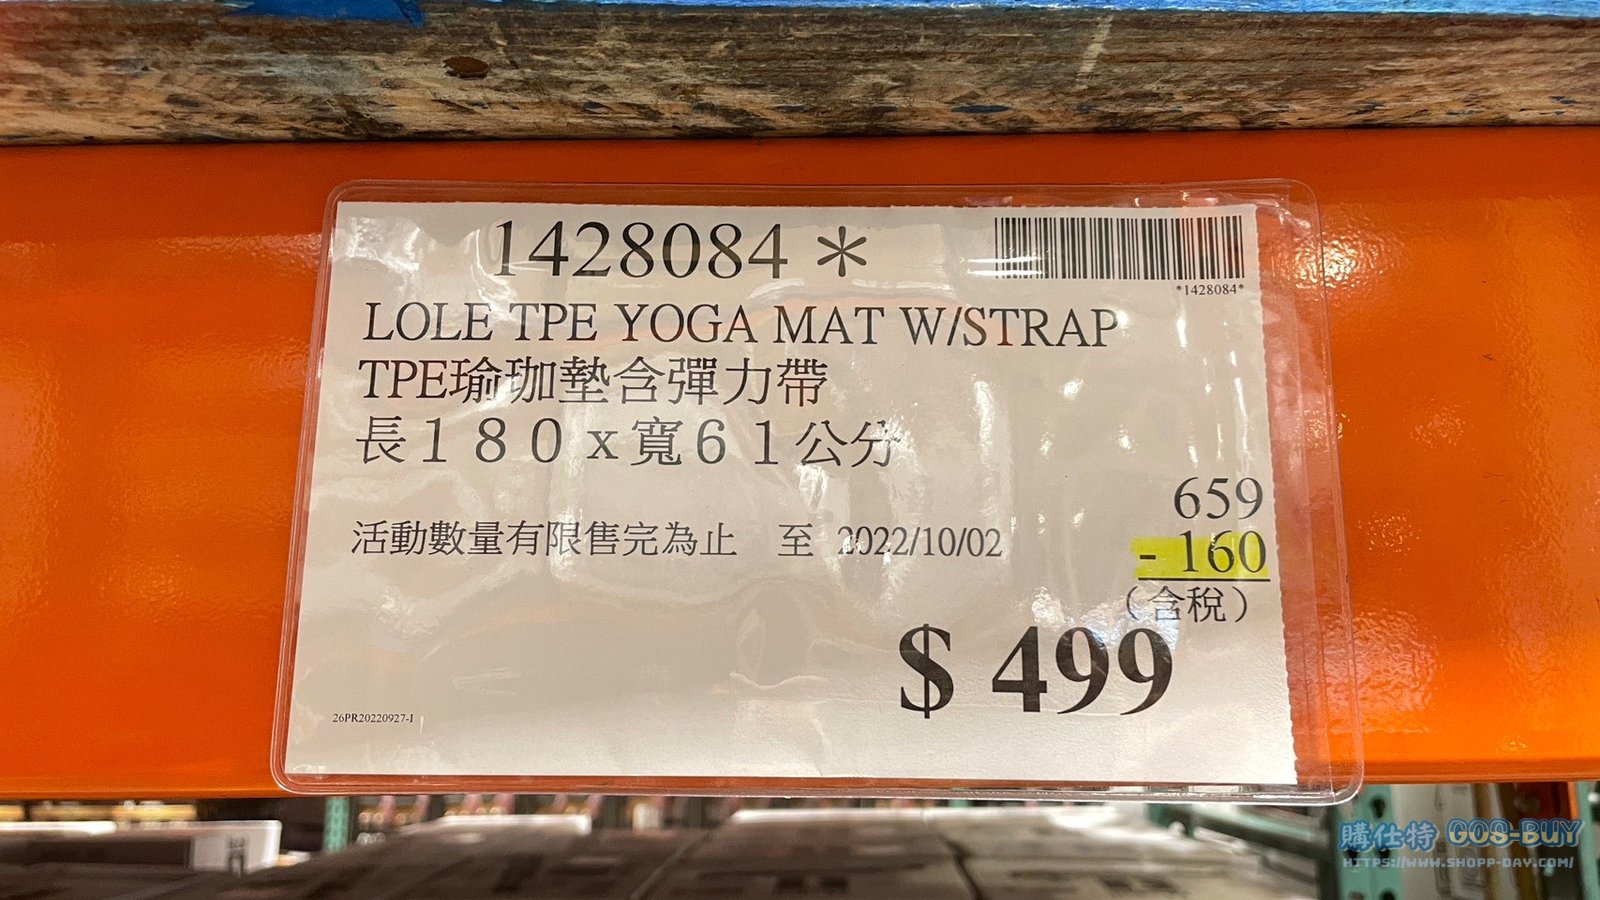 1428084 *
*1428084*
LOLE TPE YOGA MAT W/STRAP
TPE瑜珈墊含彈力帶
長１８０ｘ寬６１公分
659
活動數量有限售完為止 至 2022/10/02
- 160
（含稅）
$ 499
26PR20220927-1
購仕特 GOS-BUY
HTTPS://WWW.SHOPP-DAY.COM/